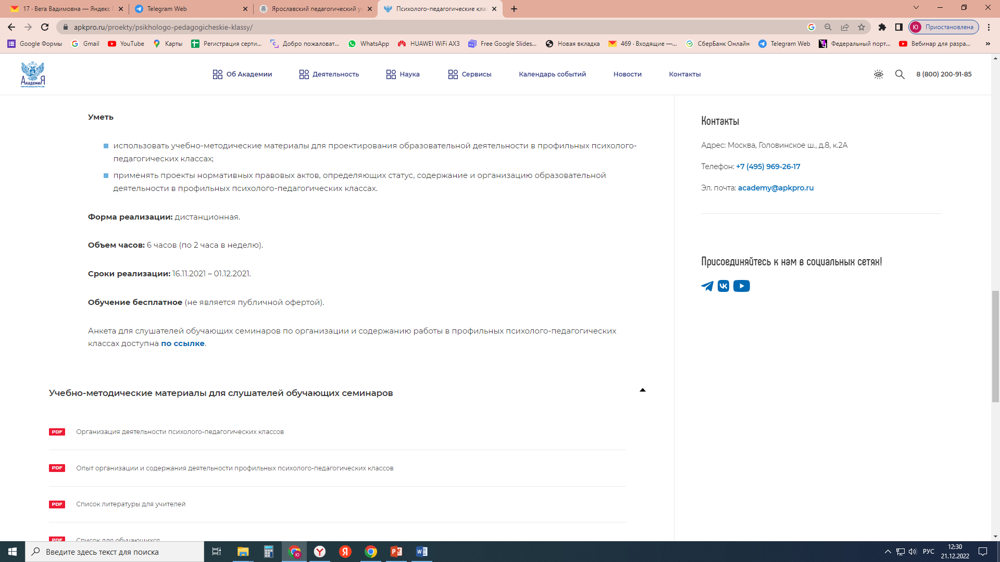 17 · Вега Вадимовна — Яндекс
Telegram Web
Ярославский педагогический
Психолого-педагогические
apkpro.ru/proekty/psikhologo-pedagogicheskie-klassy/
Ю Приостановлена
Google Формы
Gmail
YouTube
Карты
Регистрация серти...
Добро пожаловат...
WhatsApp
HUAWEI WiFi AX3
Free Google Slides...
Новая вкладка
469 · Входящие —...
СберБанк Онлайн
Telegram Web
Федеральный порт...
Вебинар для разра...
»
АкадемиЯ
Об Академии
Деятельность
Наука
Сервисы
Календарь событий
Новости
Контакты
8 (800) 200-91-85
Уметь
использовать учебно-методические материалы для проектирования образовательной деятельности в профильных психолого-
педагогических классах;
применять проекты нормативных правовых актов, определяющих статус, содержание и организацию образовательной
деятельности в профильных психолого-педагогических классах.
Форма реализации: дистанционная.
Объем часов: 6 часов (по 2 часа в неделю).
Сроки реализации: 16.11.2021 – 01.12.2021.
Обучение бесплатное (не является публичной офертой).
Анкета для слушателей обучающих семинаров по организации и содержанию работы в профильных психолого-педагогических
классах доступна по ссылке.
Учебно-методические материалы для слушателей обучающих семинаров
PDF Организация деятельности психолого-педагогических классов
PDF Опыт организации и содержания деятельности профильных психолого-педагогических классов
PDF Список литературы для учителей
PDF Список для обучающихся
Контакты
Адрес: Москва, Головинское ш., д.8, к.2А
Телефон: +7 (495) 969-26-17
Эл. почта: academy@apkpro.ru
Присоединяйтесь к нам в социальных сетях!
Введите здесь текст для поиска
РУС
12:30
21.12.2022